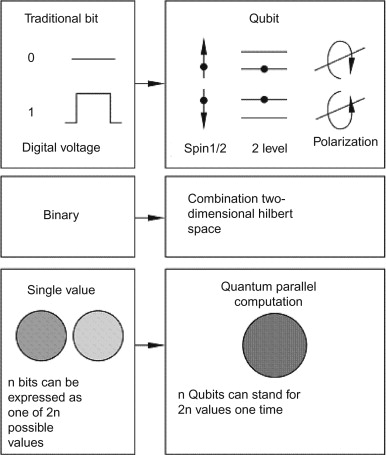 Traditional bit
0
1
Digital voltage
Qubit
Spin1/2
2 level
Polarization
Binary
Combination two-
dimensional hilbert
space
Single value
n bits can be
expressed as
one of 2n
possible
values
Quantum parallel
computation
n Qubits can stand for
2n values one time